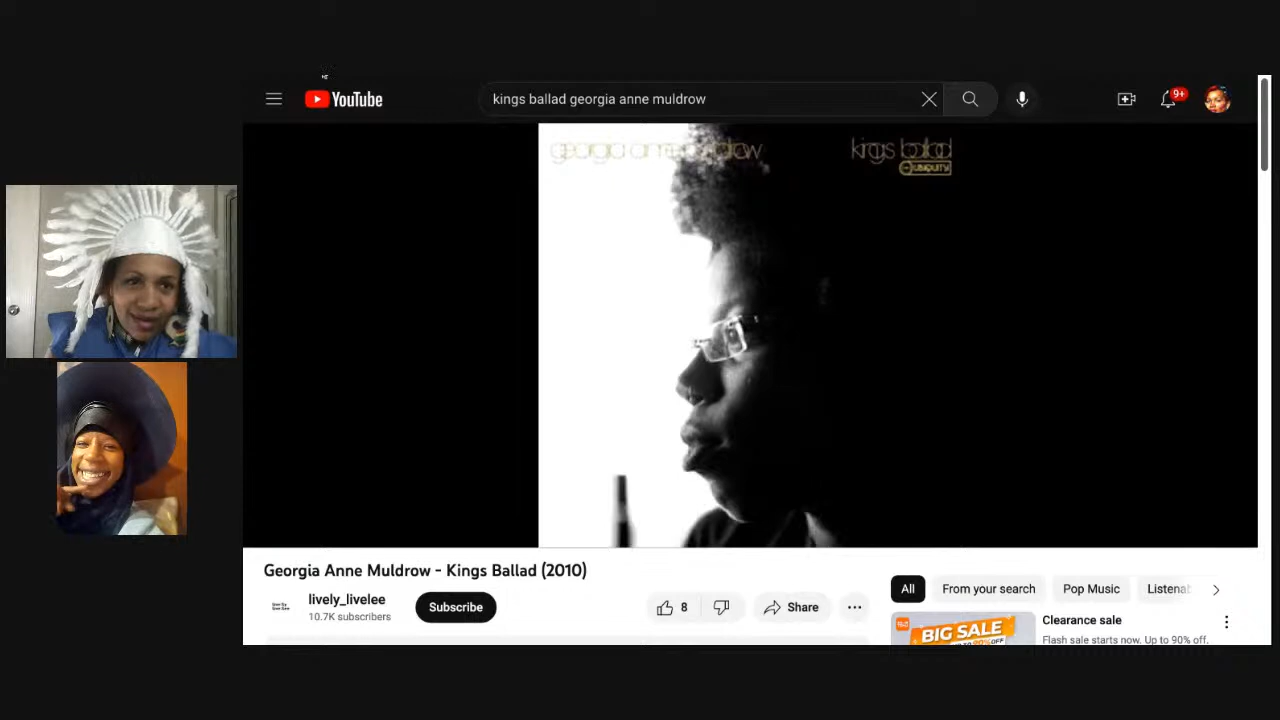 YouTube
kings ballad georgia anne muldrow
9+
georgia anne muldrow
kings ballad
UBIQUITY
Georgia Anne Muldrow - Kings Ballad (2010)
lively_livelee
10.7K subscribers
Subscribe
8
Share
All
From your search
Pop Music
Listenab
Clearance sale
Flash sale starts now. Up to 90% off.
BIG SALE